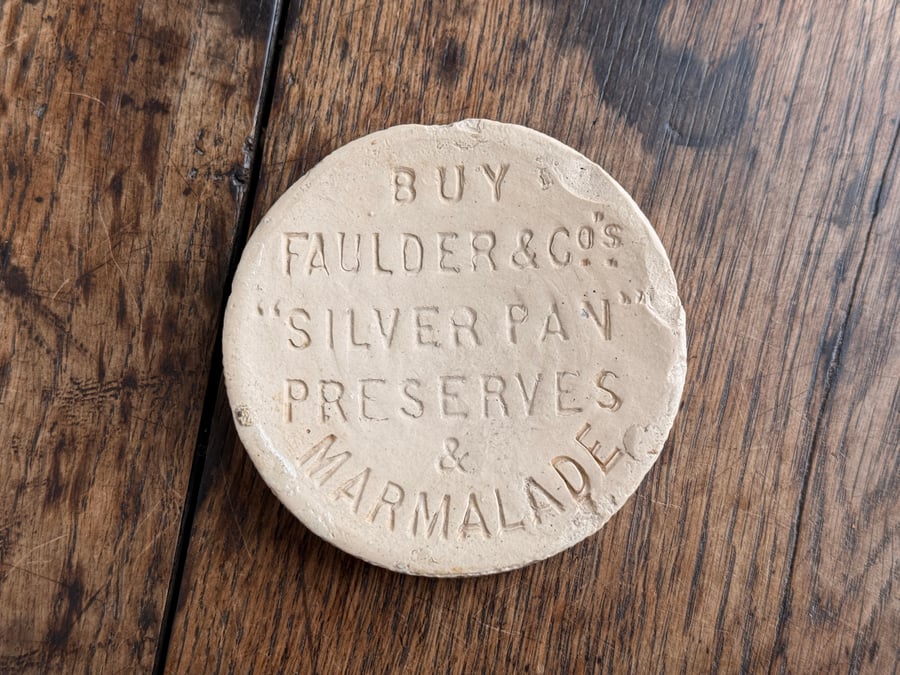 BUY
FAULDER & Co's
"SILVER PAN"
PRESERVES
&
MARMALADE